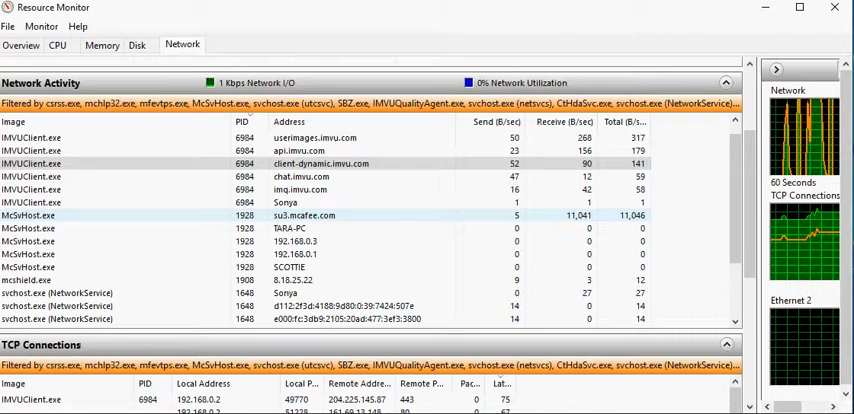 Resource Monitor
File Monitor Help
Overview CPU Memory Disk Network
Network Activity 1 Kbps Network I/O 0% Network Utilization
Filtered by csrss.exe, mchlp32.exe, mfevtps.exe, McSvHost.exe, svchost.exe (utcsvc), SBZ.exe, IMVUQualityAgent.exe, svchost.exe (netsvcs), CtHdaSvc.exe, svchost.exe (NetworkService)...
Image PID Address Send (B/sec) Receive (B/sec) Total (B/s...
IMVUClient.exe 6984 userimages.imvu.com 50 268 317
IMVUClient.exe 6984 api.imvu.com 23 156 179
IMVUClient.exe 6984 client-dynamic.imvu.com 52 90 141
IMVUClient.exe 6984 chat.imvu.com 47 12 59
IMVUClient.exe 6984 imq.imvu.com 16 42 58
IMVUClient.exe 6984 Sonya 1 1 1
McSvHost.exe 1928 su3.mcafee.com 5 11,041 11,046
McSvHost.exe 1928 TARA-PC 0 0 0
McSvHost.exe 1928 192.168.0.3 0 0 0
McSvHost.exe 1928 192.168.0.1 0 0 0
McSvHost.exe 1928 SCOTTIE 0 0 0
mcshield.exe 1908 8.18.25.22 9 3 12
svchost.exe (NetworkService) 1648 Sonya 0 27 27
svchost.exe (NetworkService) 1648 d112:2f3d:4188:9d80:0:39:7424:507e 14 0 14
svchost.exe (NetworkService) 1648 e000:fc:3db9:2105:20ad:477:3ef3:3800 14 0 14
TCP Connections
Filtered by csrss.exe, mchlp32.exe, mfevtps.exe, McSvHost.exe, svchost.exe (utcsvc), SBZ.exe, IMVUQualityAgent.exe, svchost.exe (netsvcs), CtHdaSvc.exe, svchost.exe (NetworkService)...
Image PID Local Address Local P... Remote Addre... Remote P... Pac... Lat...
IMVUClient.exe 6984 192.168.0.2 49770 204.225.145.87 443 0 75
Network
60 Seconds
TCP Connections
Ethernet 2